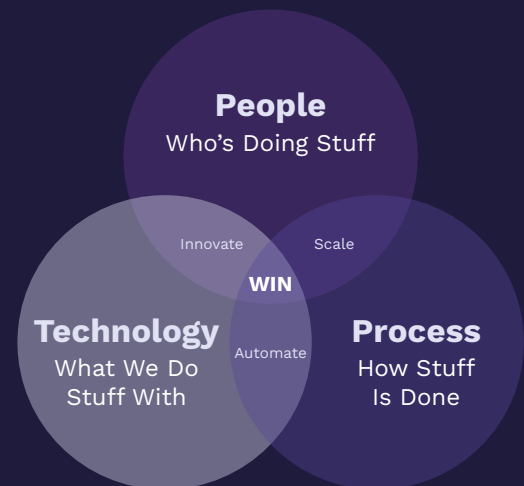 People
Who’s Doing Stuff
Innovate
Scale
WIN
Technology
What We Do
Stuff With
Automate
Process
How Stuff
Is Done